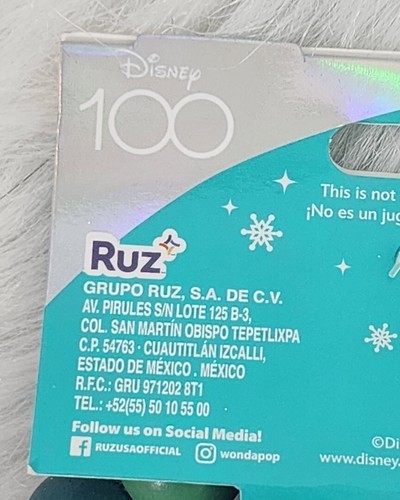 Disney
100
This is not
¡No es un jug
Ruz
GRUPO RUZ, S.A. DE C.V.
AV. PIRULES S/N LOTE 125 B-3,
COL. SAN MARTÍN OBISPO TEPETLIXPA
C.P. 54763 · CUAUTITLÁN IZCALLI,
ESTADO DE MÉXICO . MÉXICO
R.F.C.: GRU 971202 8T1
TEL.: +52(55) 50 10 55 00
Follow us on Social Media!
RUZUSAOFFICIAL wondapop
©Di
www.disney.